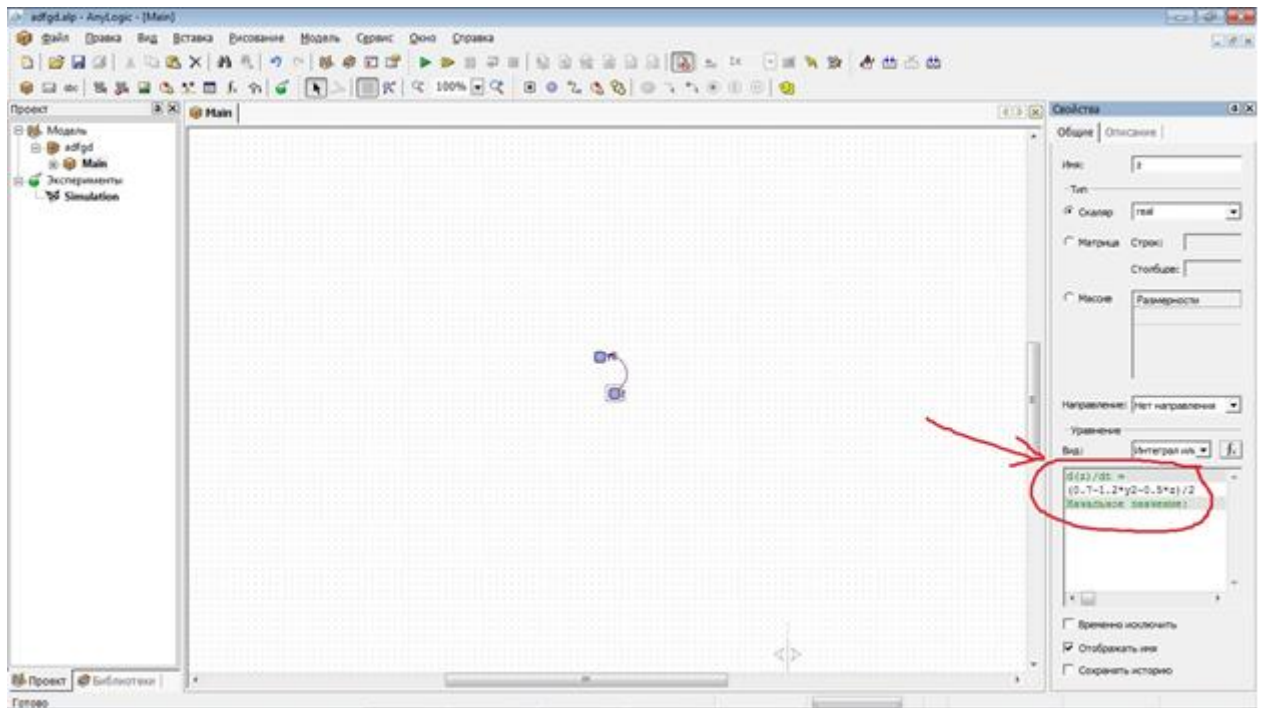 adfgd.alp - AnyLogic - [Main]
Файл Правка Вид Вставка Рисование Модель Сервис Окно Справка
100%
Проект
Main
Свойства
Модель
adfgd
Main
Эксперименты
Simulation
Общие Описание
Имя: z
Тип
Скаляр real
Матрица Строк:
Столбцов:
Массив Размерности
Направление: Нет направления
Уравнение
Вид: Интеграл или
d(z)/dt =
(0.7-1.2*y2-0.5*z)/2
Начальное значение:
Временно исключить
Отображать имя
Сохранять историю
Проект Библиотеки
Готово